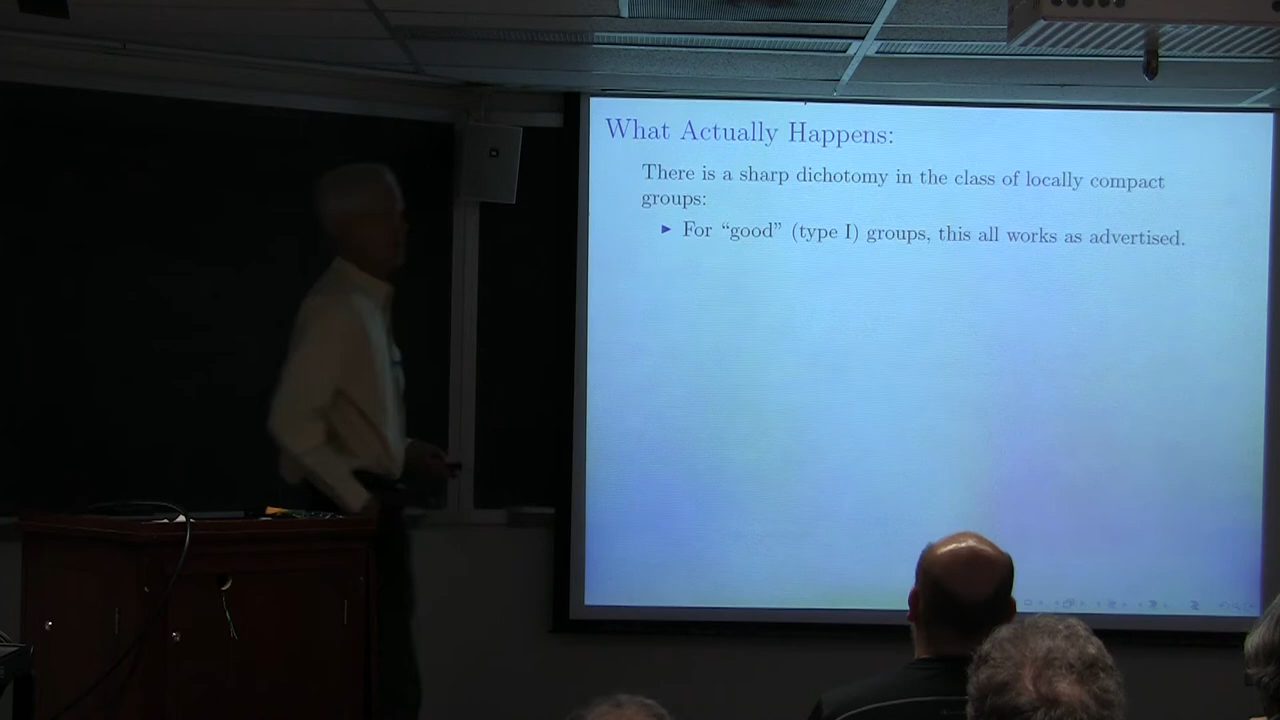 What Actually Happens:
There is a sharp dichotomy in the class of locally compact
groups:
▶ For “good” (type I) groups, this all works as advertised.